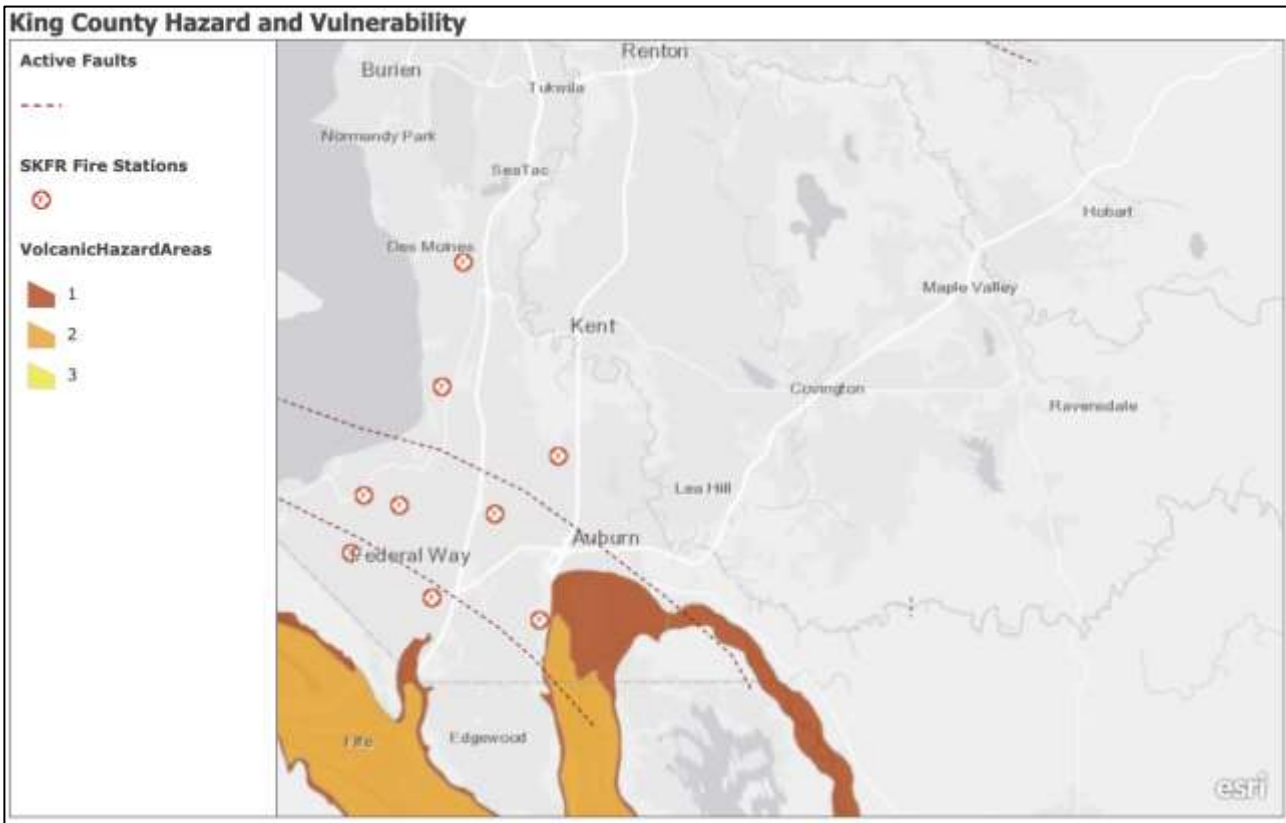 King County Hazard and Vulnerability
Active Faults
SKFR Fire Stations
VolcanicHazardAreas
1
2
3
Renton
Burien
Tukwila
Normandy Park
SeaTac
Hobart
Des Moines
Maple Valley
Kent
Covington
Ravensdale
Lea Hill
Auburn
Federal Way
Fife
Edgewood
esri